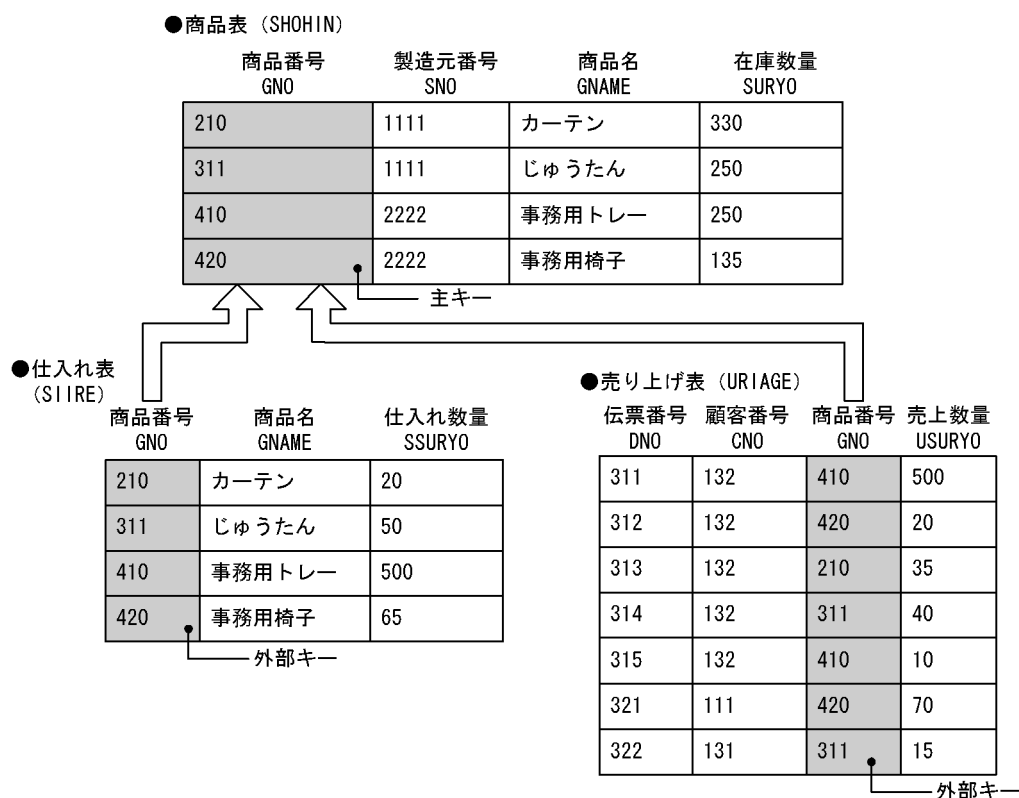 ●商品表（SHOHIN）
商品番号 製造元番号 商品名 在庫数量
GNO SNO GNAME SURYO
210 1111 カーテン 330
311 1111 じゅうたん 250
410 2222 事務用トレー 250
420 2222 事務用椅子 135
主キー
●仕入れ表
（SIIRE）
商品番号 商品名 仕入れ数量
GNO GNAME SSURYO
210 カーテン 20
311 じゅうたん 50
410 事務用トレー 500
420 事務用椅子 65
外部キー
●売り上げ表（URIAGE）
伝票番号 顧客番号 商品番号 売上数量
DNO CNO GNO USURYO
311 132 410 500
312 132 420 20
313 132 210 35
314 132 311 40
315 132 410 10
321 111 420 70
322 131 311 15
外部キー